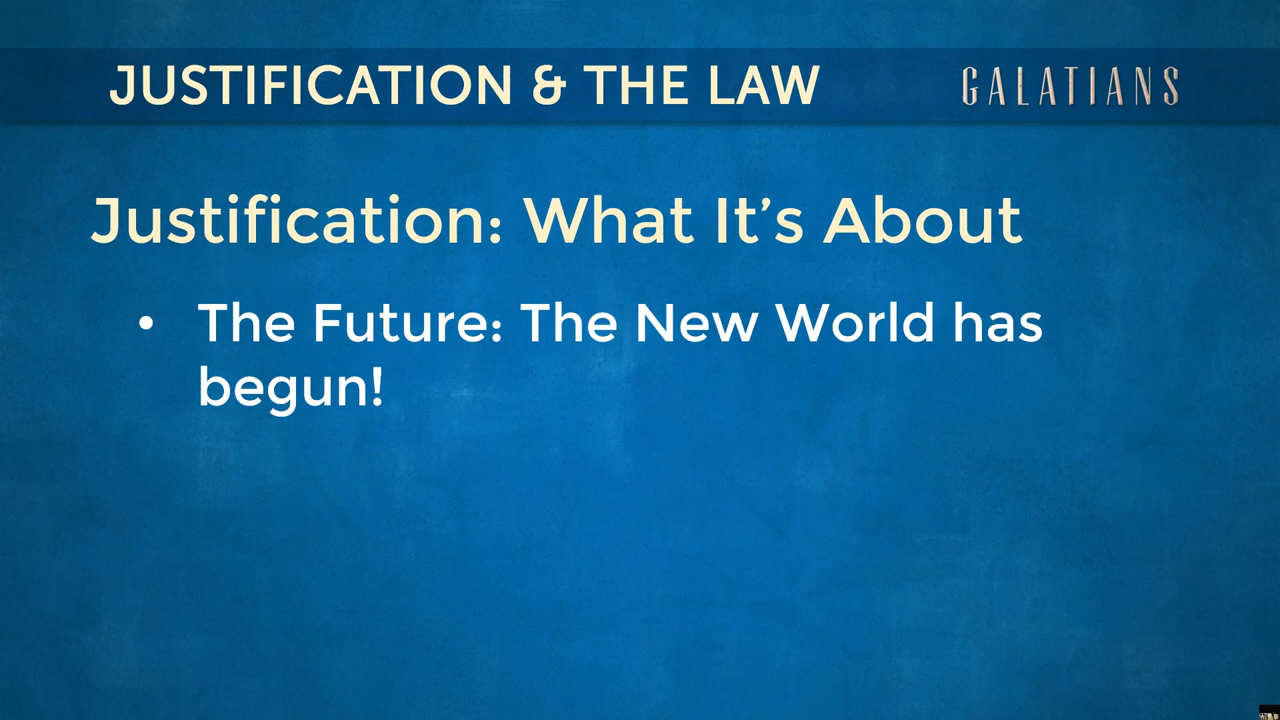 JUSTIFICATION & THE LAW
GALATIANS
Justification: What It’s About
• The Future: The New World has
begun!